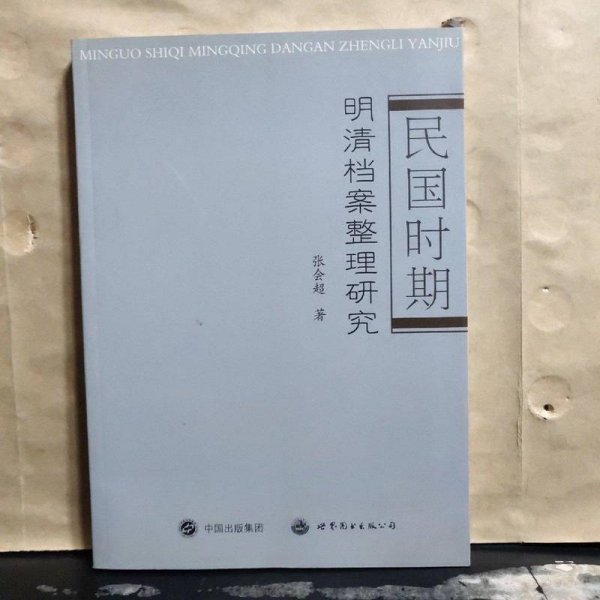 MINGUO SHIQI MINGQING DANGAN ZHENGLI YANJIU
民国时期
明清档案整理研究
张会超 著
中国出版集团
世界图书出版公司